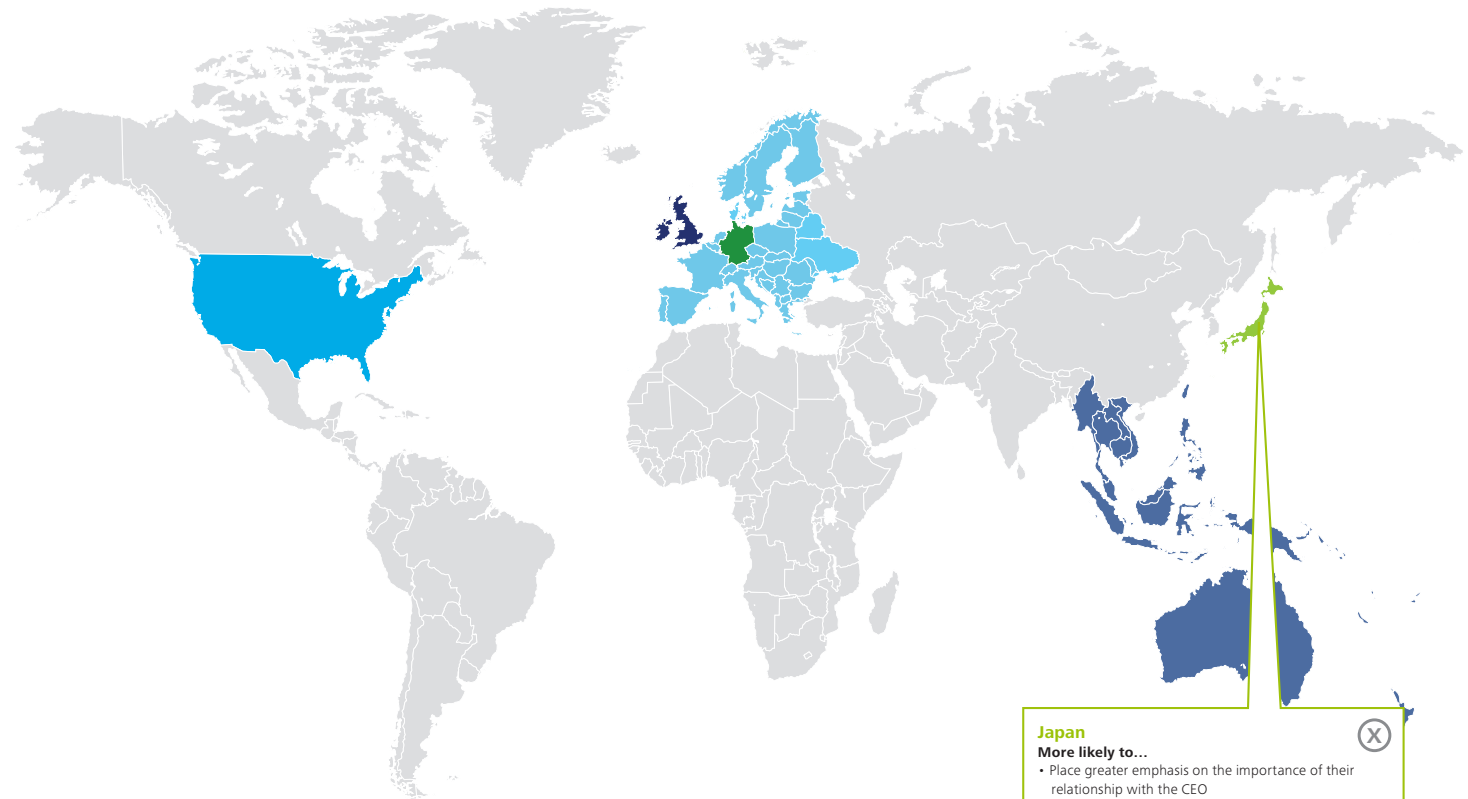 Japan
X
More likely to...
• Place greater emphasis on the importance of their
relationship with the CEO